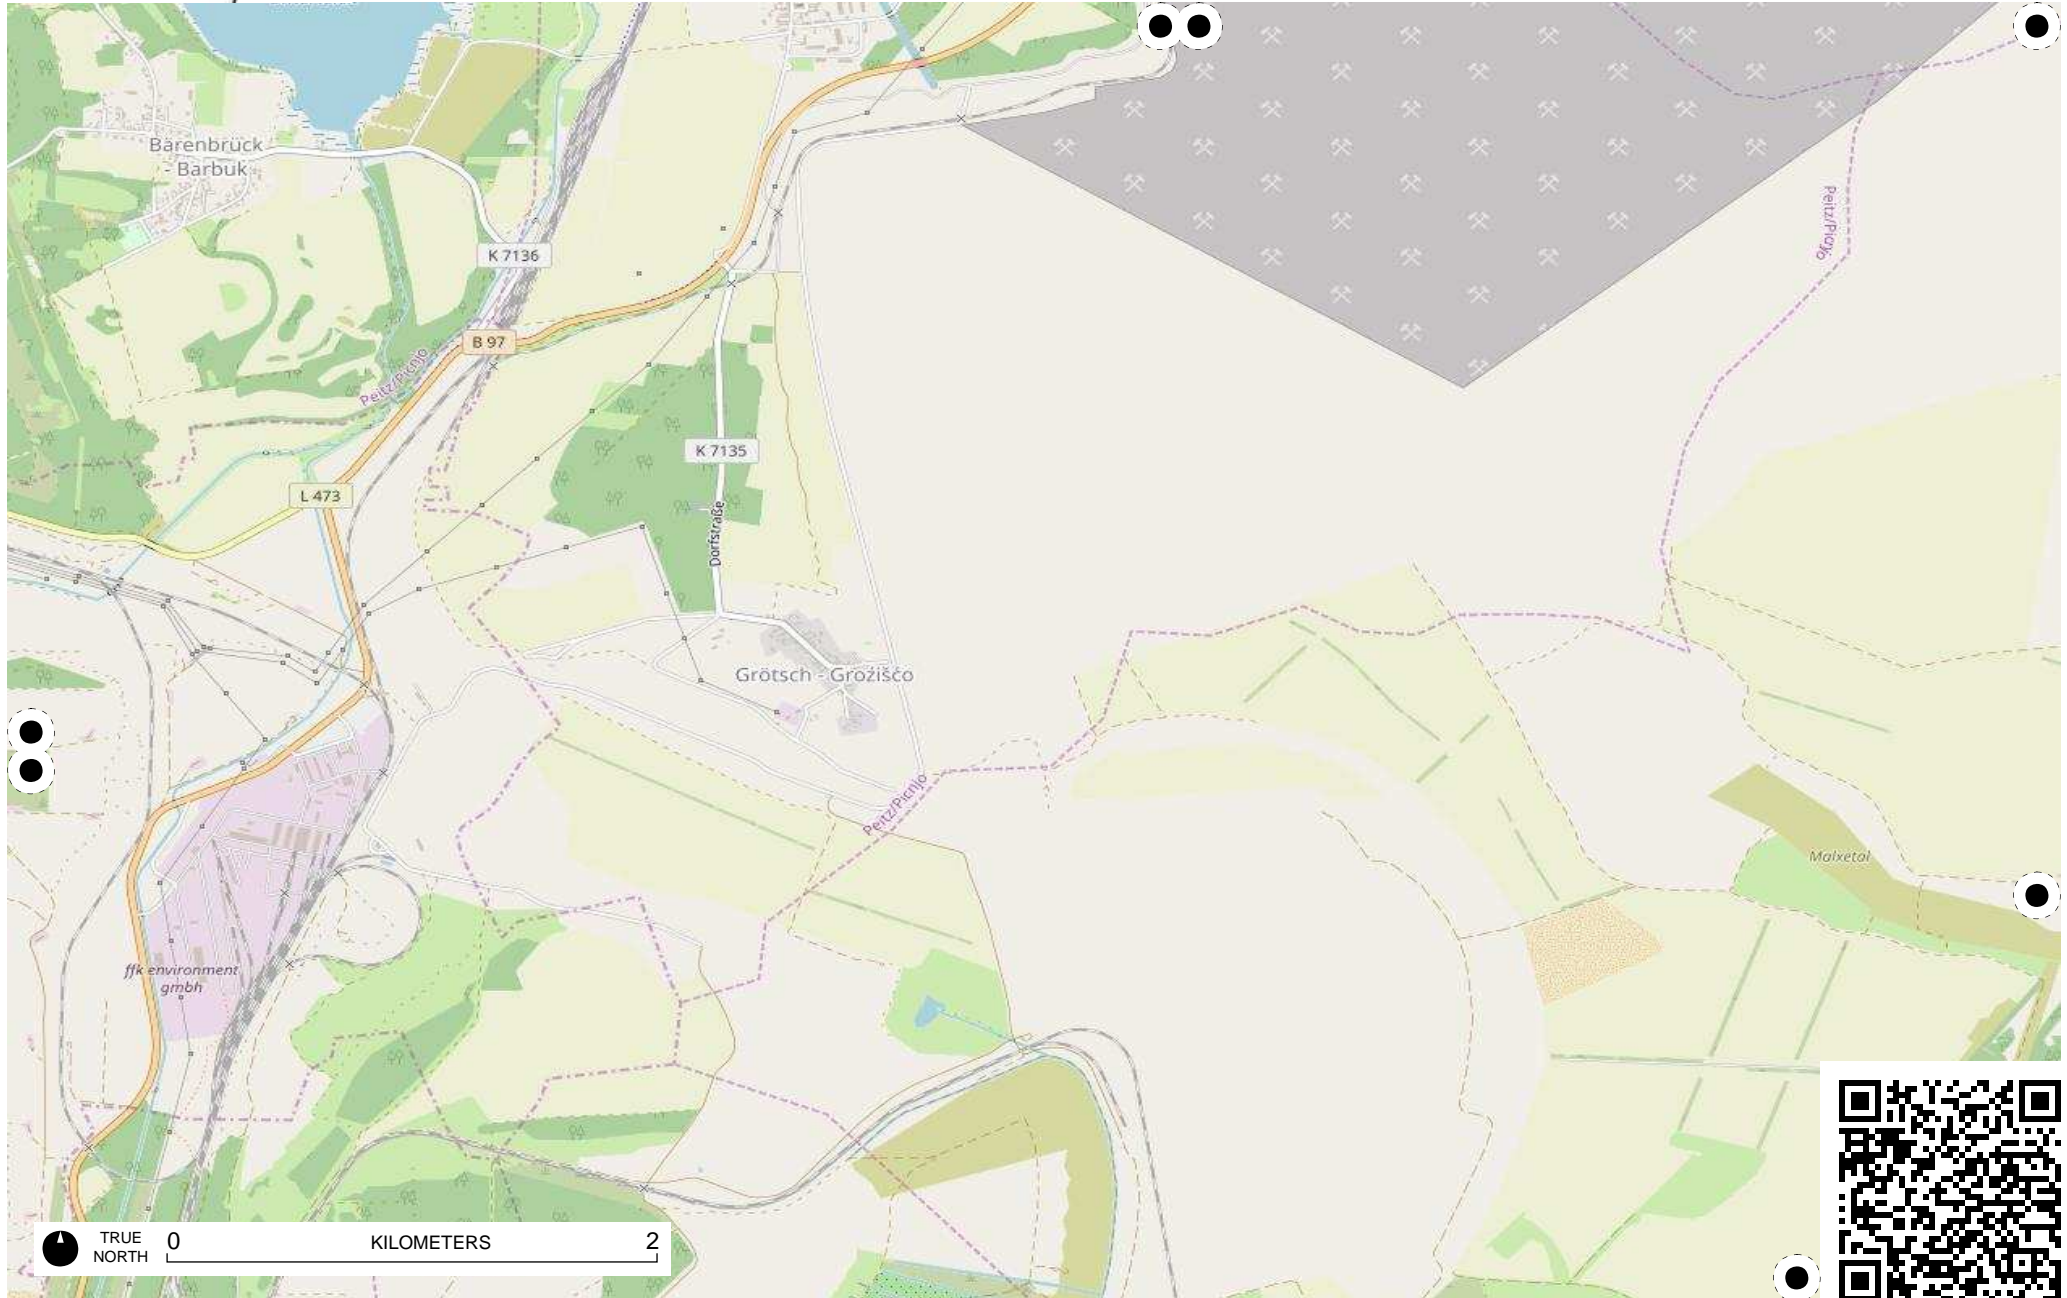 Bärenbrück
- Barbuk
K 7136
Peitz/Picnjo
B 97
Peitz/Picnjo
K 7135
L 473
Dorfstraße
Grötsch - Groźišćo
Peitz/Picnjo
Malxetal
ffk environment
gmbh
TRUE
NORTH
0
KILOMETERS
2